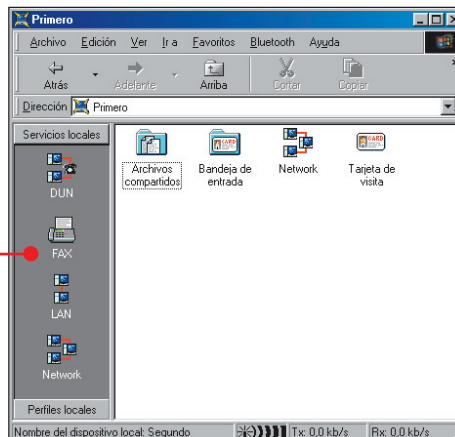 Primero
Archivo Edición Ver Ir a Favoritos Bluetooth Ayuda
Atrás Adelante Arriba Cortar Copiar
Dirección Primero
Servicios locales
DUN
FAX
LAN
Network
Perfiles locales
Archivos compartidos
Bandeja de entrada
Network
Tarjeta de visita
Nombre del dispositivo local: Segundo Tx: 0.0 kb/s Rx: 0.0 kb/s